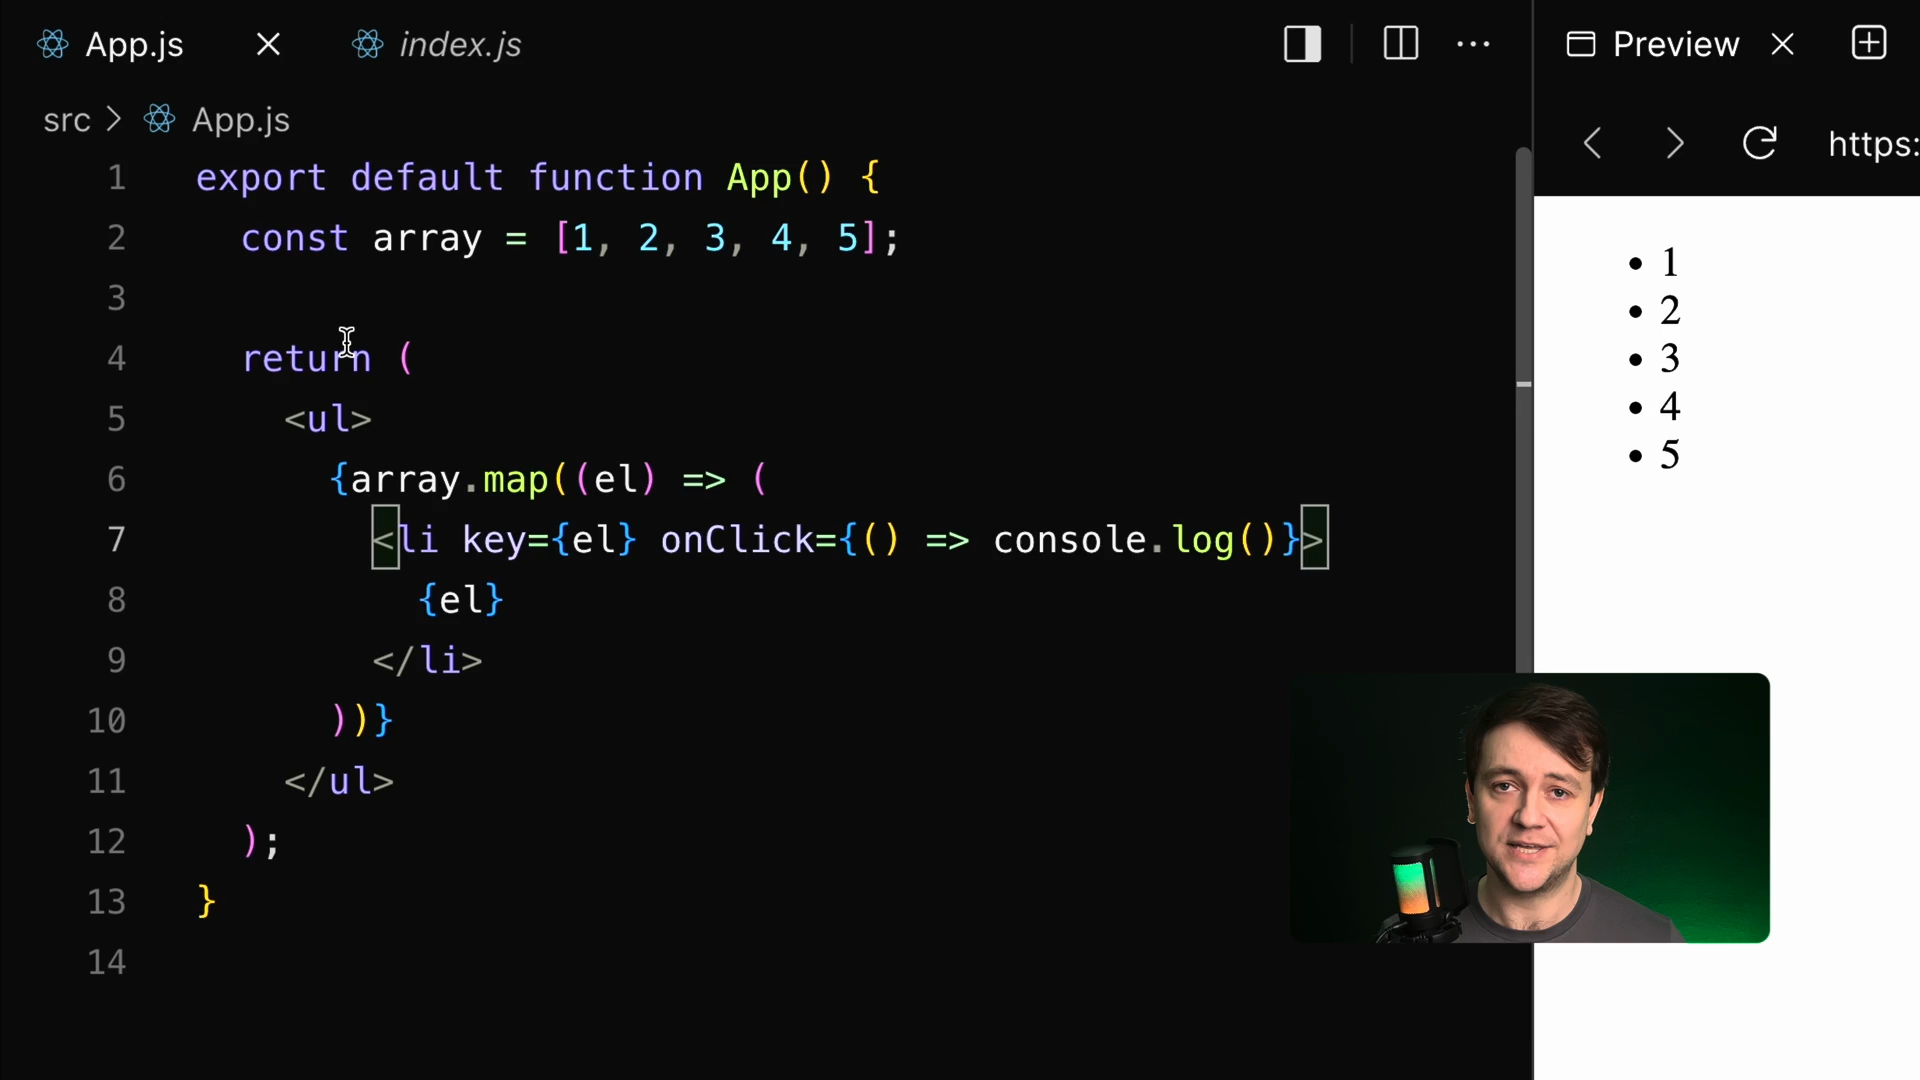 App.js
index.js
Preview
src > App.js
https:
1 export default function App() {
2 const array = [1, 2, 3, 4, 5];
3
4 return (
5 <ul>
6 {array.map((el) => (
7 <li key={el} onClick={() => console.log()}>
8 {el}
9 </li>
10 ))}
11 </ul>
12 );
13 }
14
• 1
• 2
• 3
• 4
• 5